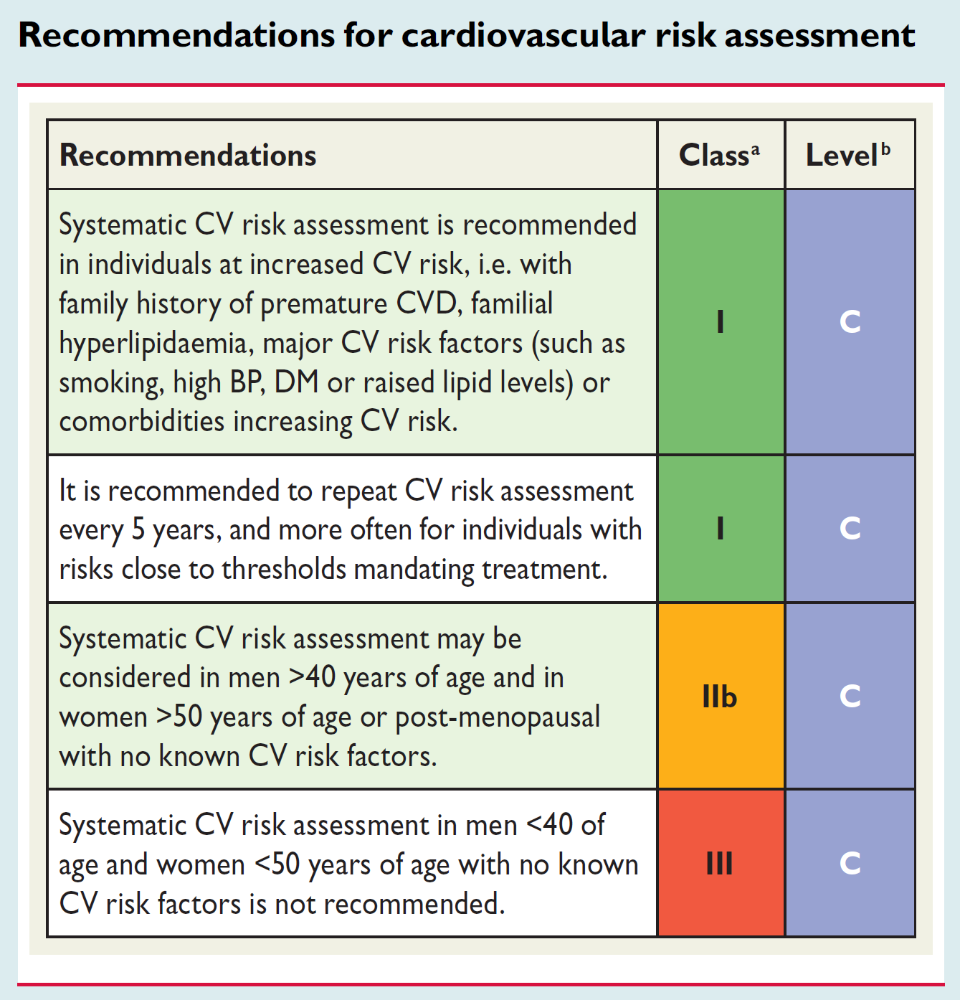 Recommendations for cardiovascular risk assessment
Recommendations Classᵃ Levelᵇ
Systematic CV risk assessment is recommended
in individuals at increased CV risk, i.e. with
family history of premature CVD, familial
hyperlipidaemia, major CV risk factors (such as
smoking, high BP, DM or raised lipid levels) or
comorbidities increasing CV risk.
I C
It is recommended to repeat CV risk assessment
every 5 years, and more often for individuals with
risks close to thresholds mandating treatment.
I C
Systematic CV risk assessment may be
considered in men >40 years of age and in
women >50 years of age or post-menopausal
with no known CV risk factors.
IIb C
Systematic CV risk assessment in men <40 of
age and women <50 years of age with no known
CV risk factors is not recommended.
III C